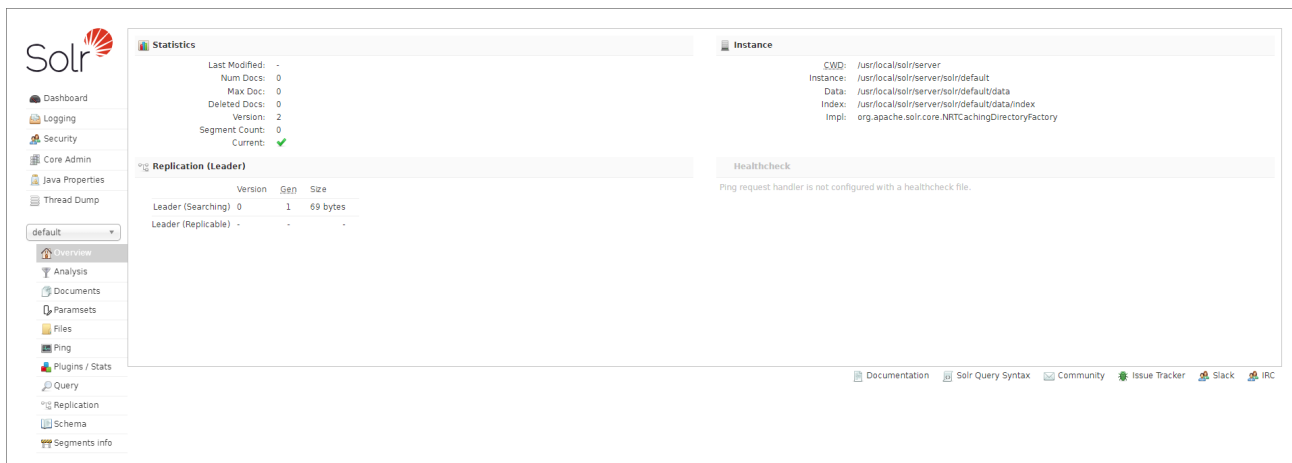 Solr
Dashboard
Logging
Security
Core Admin
Java Properties
Thread Dump
default
Overview
Analysis
Documents
Paramsets
Files
Ping
Plugins / Stats
Query
Replication
Schema
Segments info
Statistics
Last Modified: -
Num Docs: 0
Max Doc: 0
Deleted Docs: 0
Version: 2
Segment Count: 0
Current:
Replication (Leader)
Version Gen Size
Leader (Searching) 0 1 69 bytes
Leader (Replicable) - - -
Instance
CWD: /usr/local/solr/server
Instance: /usr/local/solr/server/solr/default
Data: /usr/local/solr/server/solr/default/data
Index: /usr/local/solr/server/solr/default/data/index
Impl: org.apache.solr.core.NRTCachingDirectoryFactory
Healthcheck
Ping request handler is not configured with a healthcheck file.
Documentation Solr Query Syntax Community Issue Tracker Slack IRC